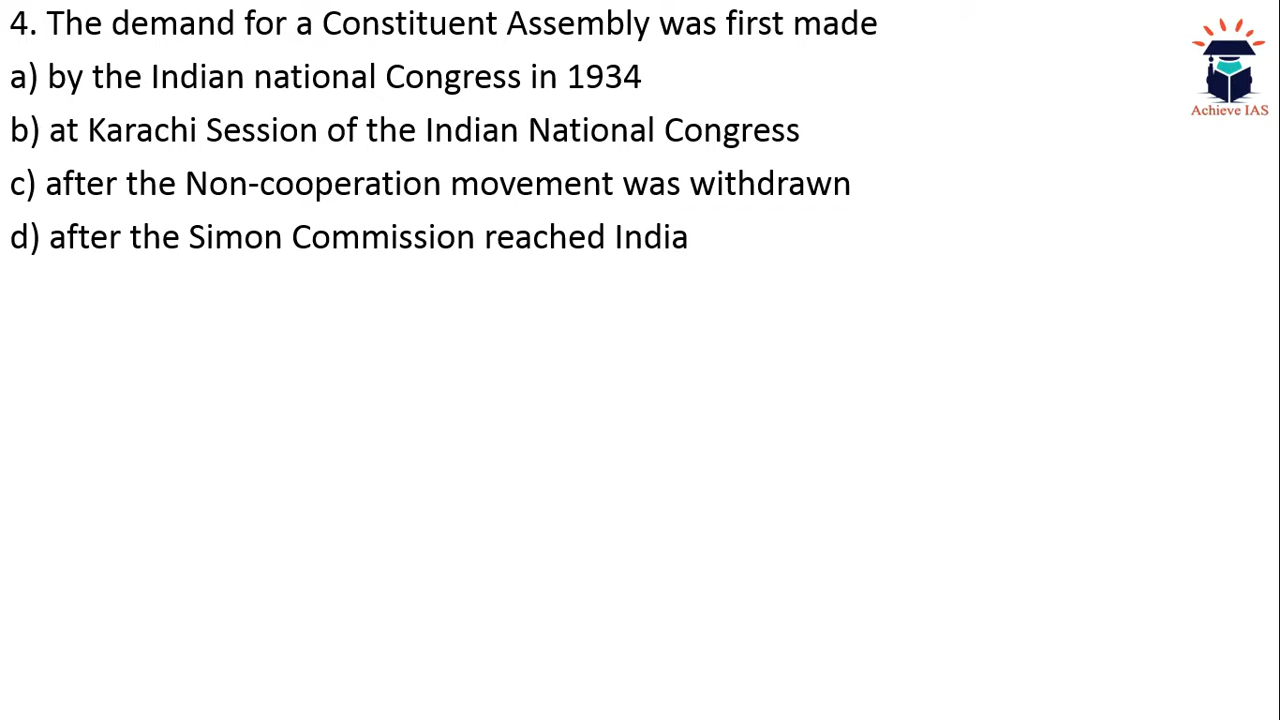 4. The demand for a Constituent Assembly was first made
a) by the Indian national Congress in 1934
b) at Karachi Session of the Indian National Congress
c) after the Non-cooperation movement was withdrawn
d) after the Simon Commission reached India
Achieve IAS